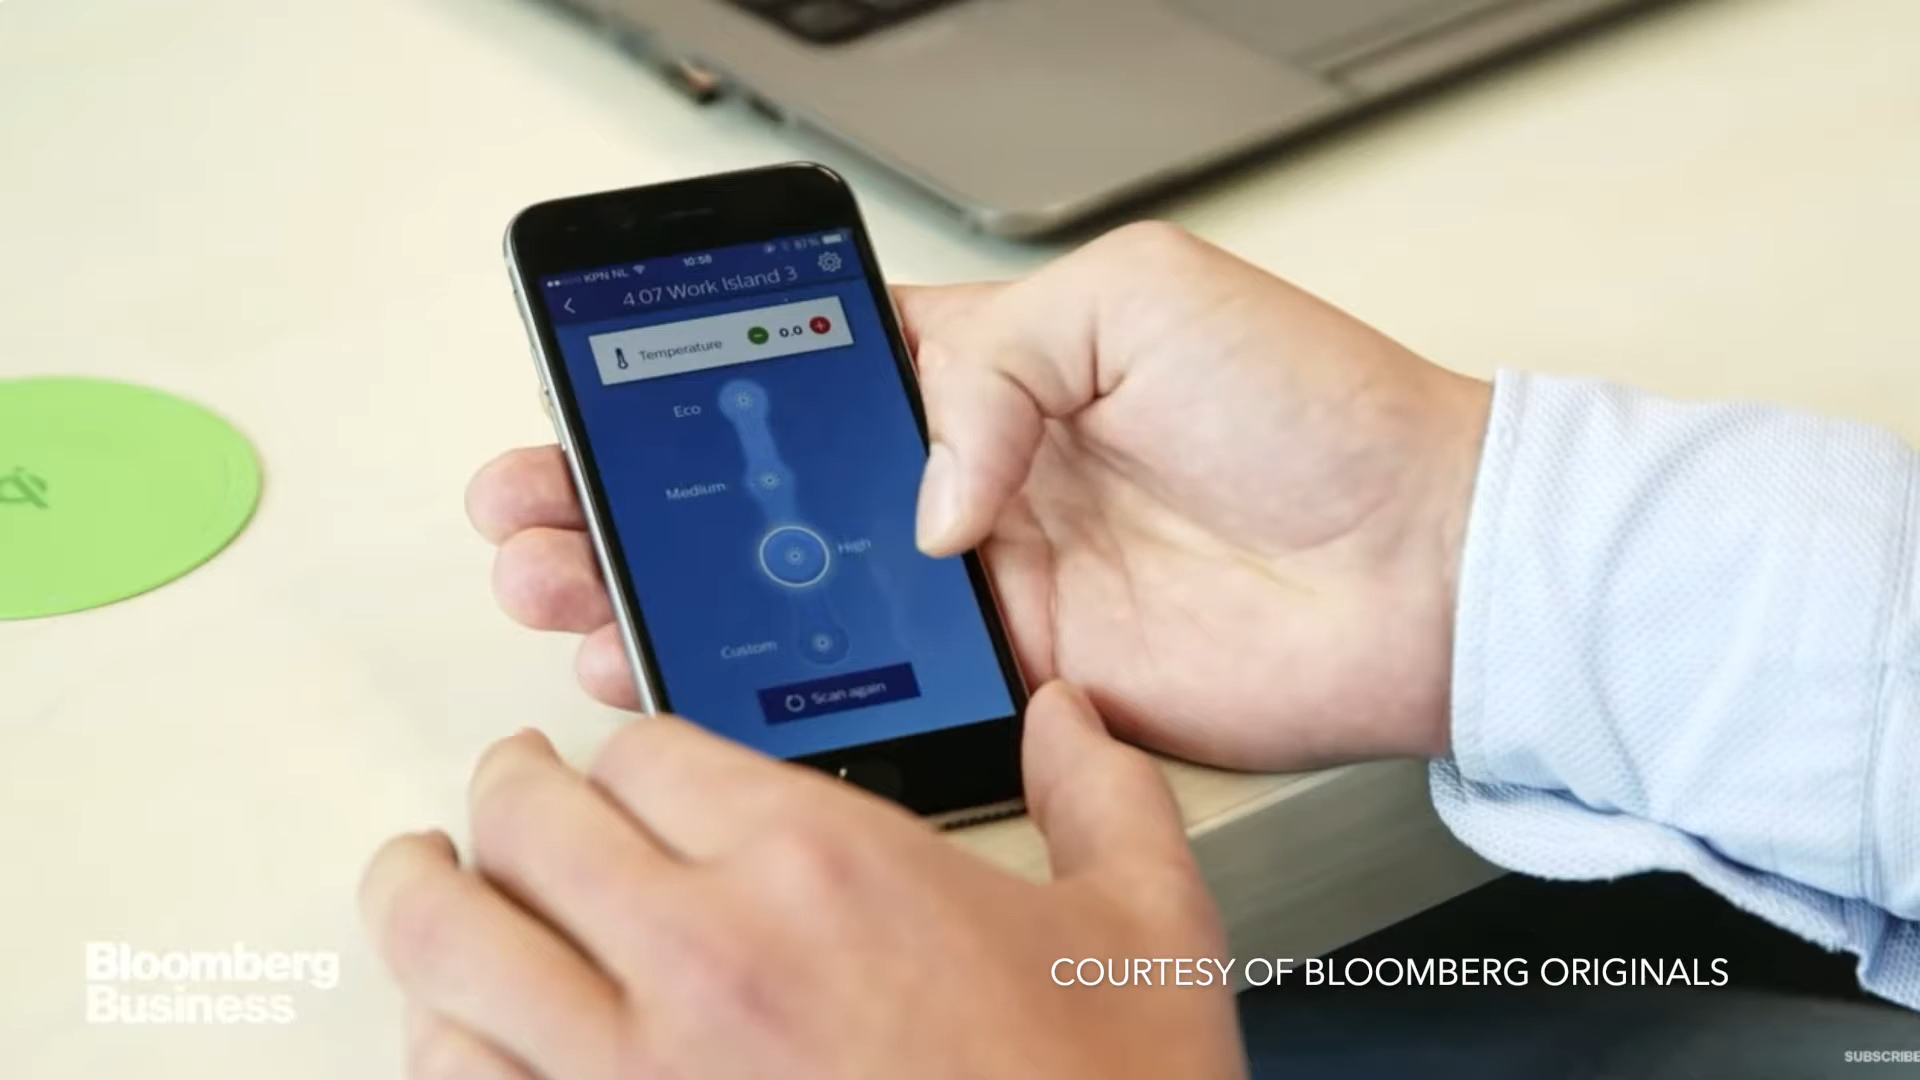 KPN NL 10:58 87%
4.07 Work Island 3
Temperature - 0.0 +
Eco
Medium
High
Custom
Scan again
Bloomberg
Business
COURTESY OF BLOOMBERG ORIGINALS
SUBSCRIBE